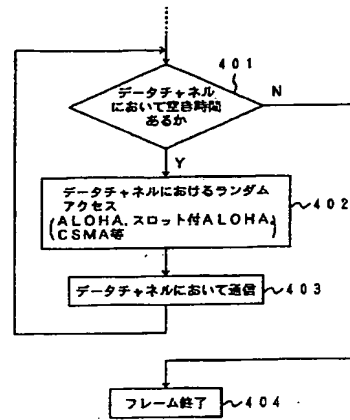 401
データチャネル
において空き時間
あるか
N
Y
データチャネルにおけるランダム
アクセス
(ALOHA, スロット付ALOHA,
CSMA等)
402
データチャネルにおいて通信
403
フレーム終了
404